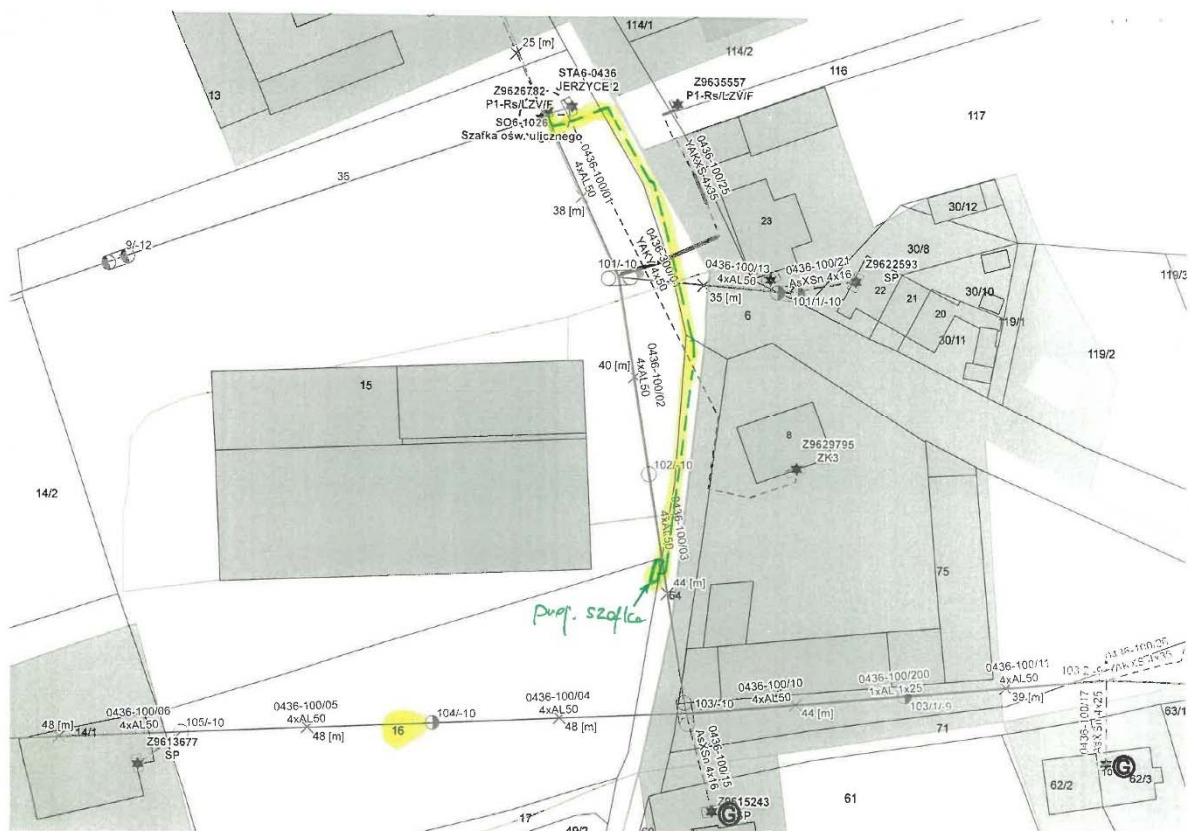 114/1
25 [m]
114/2
STA6-0436
JERZYCE 2
Z9635557
P1-Rs/LZV/F
116
13
Z9626782-
P1-Rs/LZV/F
117
SO6-1026
Szafka ośw. ulicznego
0436-100/01
4xAL50
0436-100/25
YAKXS 4x35
35
38 [m]
23
30/12
30/8
9/-12
0436-300/01
YAKY 4x50
101/-10
0436-100/13
4xAL50
0436-100/21
AsXSn 4x16
Z9622593
SP
119/3
35 [m]
101/1/-10
22
21
20
30/10
6
30/11
119/1
119/2
40 [m]
0436-100/02
4xAL50
15
8
Z9629795
ZK3
102/-10
14/2
0436-100/03
4xAL50
75
44 [m]
64
proj. szafka
0436-100/06
4xAL50
0436-100/05
4xAL50
0436-100/04
4xAL50
0436-100/10
4xAL50
0436-100/200
1xAL 1x25
0436-100/11
4xAL50
48 [m]
14/1
105/-10
48 [m]
16
104/-10
48 [m]
103/-10
44 [m]
103/1/-9
39 [m]
Z9613677
SP
71
63/1
0436-100/15
AsXSn 4x16
0436-100/17
AsXSn 4x25
10
G
62/2
62/3
Z9615243
SP
G
61
17
49/2